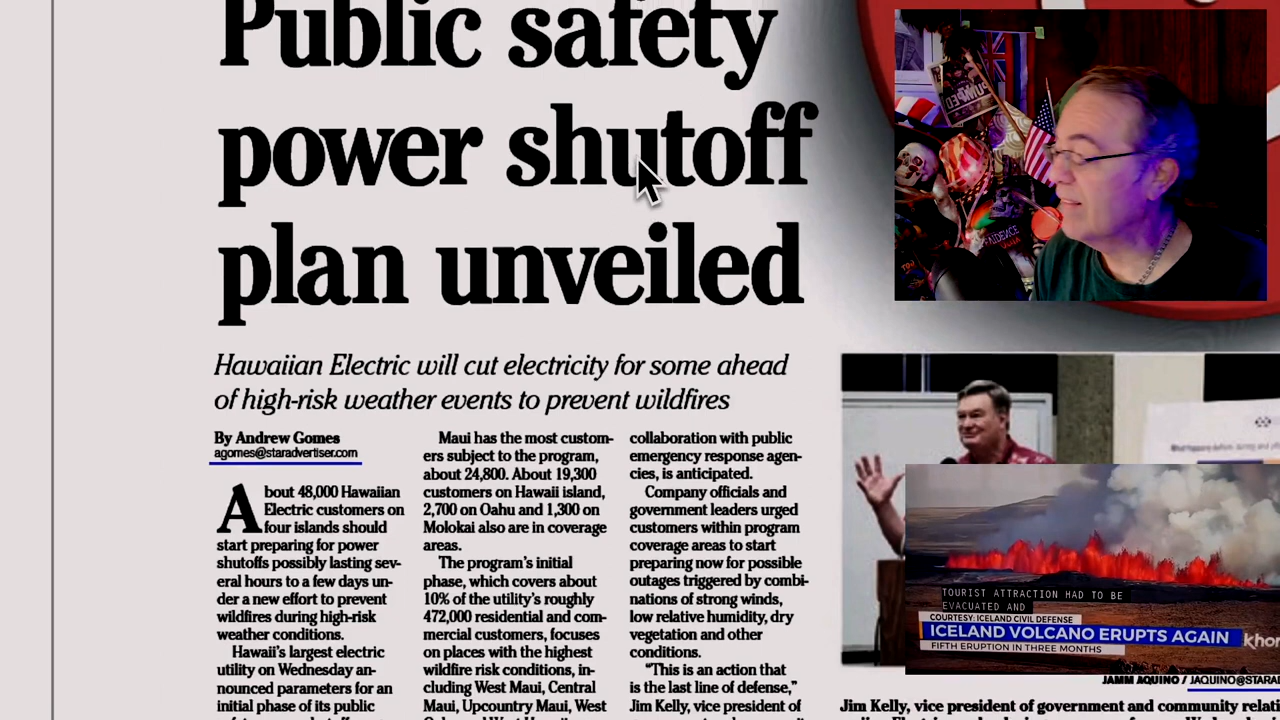 Public safety
power shutoff
plan unveiled
Hawaiian Electric will cut electricity for some ahead
of high-risk weather events to prevent wildfires
By Andrew Gomes
agomes@staradvertiser.com
About 48,000 Hawaiian
Electric customers on
four islands should
start preparing for power
shutoffs possibly lasting sev-
eral hours to a few days un-
der a new effort to prevent
wildfires during high-risk
weather conditions.
Hawaii's largest electric
utility on Wednesday an-
nounced parameters for an
initial phase of its public
Maui has the most custom-
ers subject to the program,
about 24,800. About 19,300
customers on Hawaii island,
2,700 on Oahu and 1,300 on
Molokai also are in coverage
areas.
The program's initial
phase, which covers about
10% of the utility's roughly
472,000 residential and com-
mercial customers, focuses
on places with the highest
wildfire risk conditions, in-
cluding West Maui, Central
Maui, Upcountry Maui, West
collaboration with public
emergency response agen-
cies, is anticipated.
Company officials and
government leaders urged
customers within program
coverage areas to start
preparing now for possible
outages triggered by combi-
nations of strong winds,
low relative humidity, dry
vegetation and other
conditions.
"This is an action that
is the last line of defense,"
Jim Kelly, vice president of
TOURIST ATTRACTION HAD TO BE
EVACUATED AND
COURTESY: ICELAND CIVIL DEFENSE
ICELAND VOLCANO ERUPTS AGAIN
FIFTH ERUPTION IN THREE MONTHS
khon
JAMM AQUINO / JAQUINO@STARAD
Jim Kelly, vice president of government and community relati